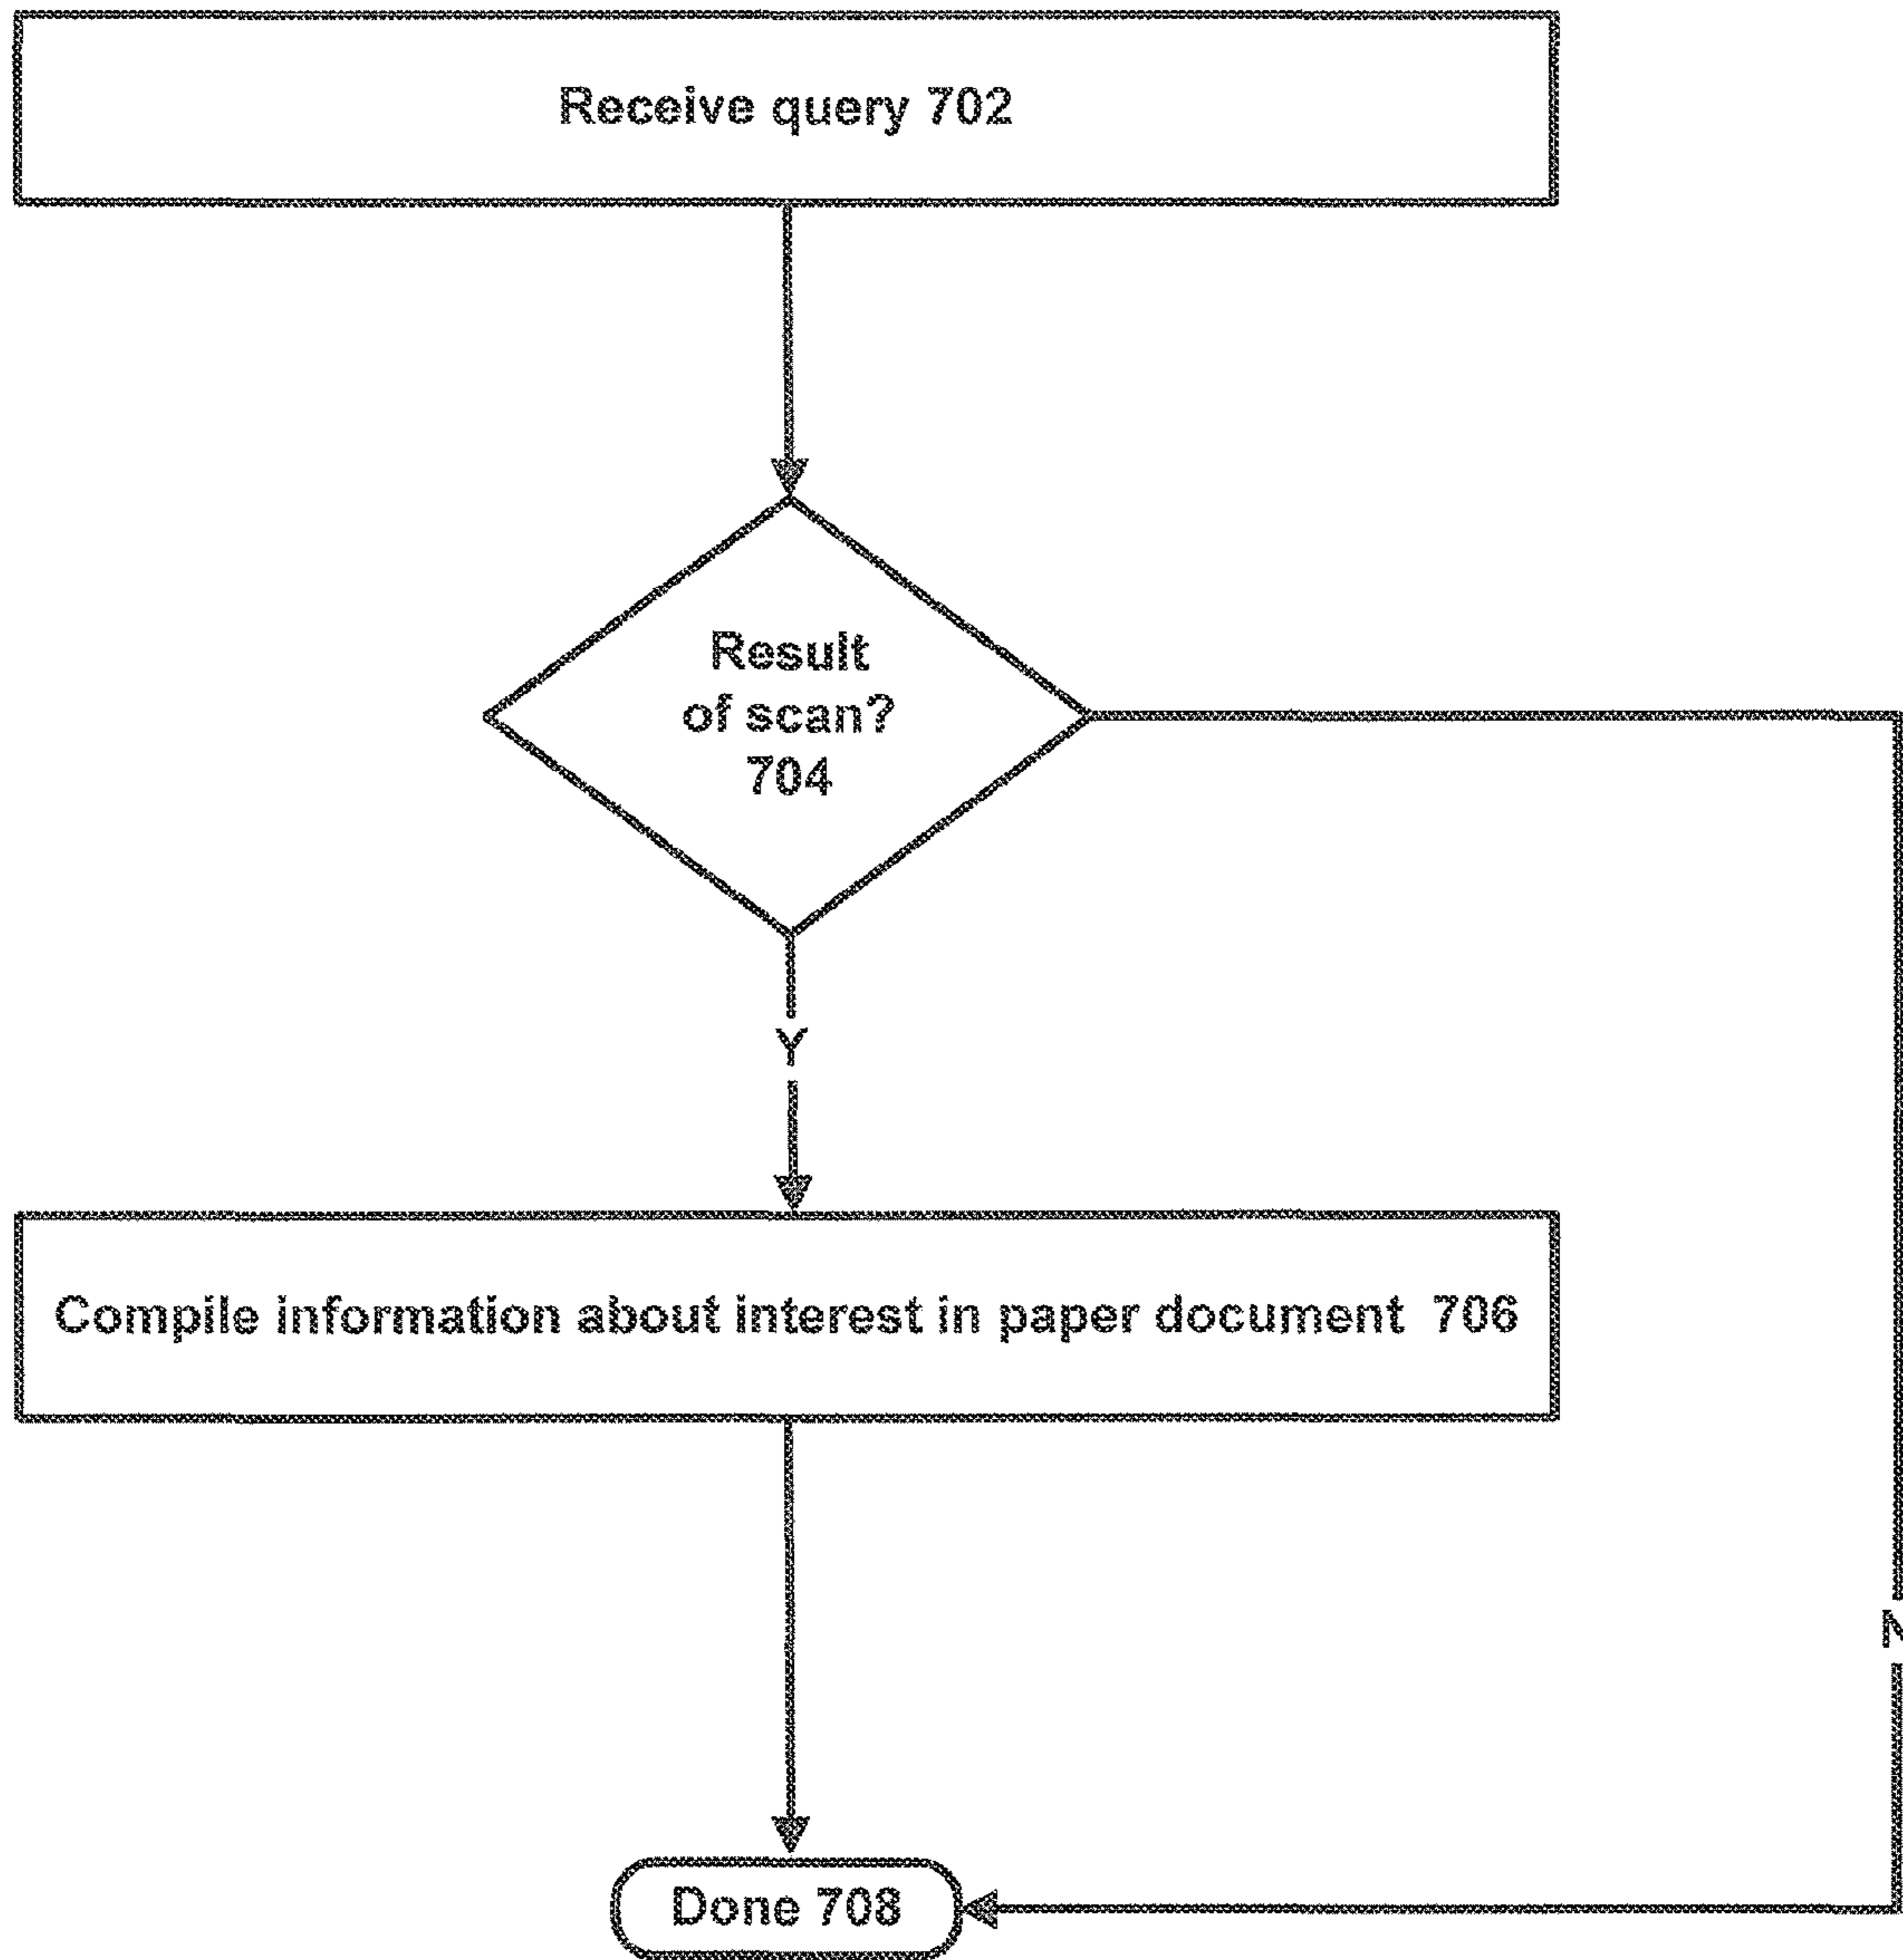 Receive query 702
Result
of scan?
704
Y
Compile information about interest in paper document 706
N
Done 708